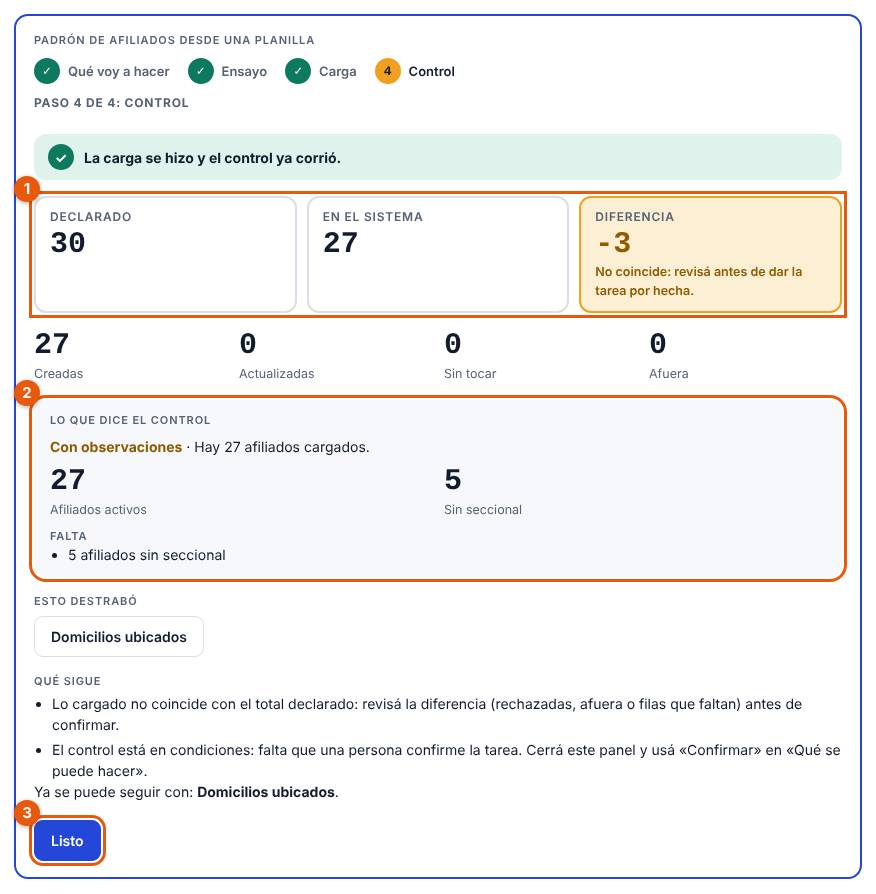 PADRÓN DE AFILIADOS DESDE UNA PLANILLA
✓ Qué voy a hacer ✓ Ensayo ✓ Carga 4 Control
PASO 4 DE 4: CONTROL
✓ La carga se hizo y el control ya corrió.
1
DECLARADO EN EL SISTEMA DIFERENCIA
30 27 -3
No coincide: revisá antes de dar la
tarea por hecha.
27 0 0 0
Creadas Actualizadas Sin tocar Afuera
2
LO QUE DICE EL CONTROL
Con observaciones · Hay 27 afiliados cargados.
27 5
Afiliados activos Sin seccional
FALTA
• 5 afiliados sin seccional
ESTO DESTRABÓ
Domicilios ubicados
QUÉ SIGUE
• Lo cargado no coincide con el total declarado: revisá la diferencia (rechazadas, afuera o filas que faltan) antes de
confirmar.
• El control está en condiciones: falta que una persona confirme la tarea. Cerrá este panel y usá «Confirmar» en «Qué se
puede hacer».
Ya se puede seguir con: Domicilios ubicados.
3
Listo